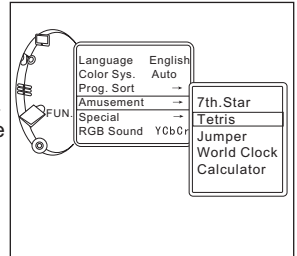 Language English
Color Sys. Auto
Prog. Sort →
Amusement →
Special →
RGB Sound YCbCr
FUN.
7th.Star
Tetris
Jumper
World Clock
Calculator
e